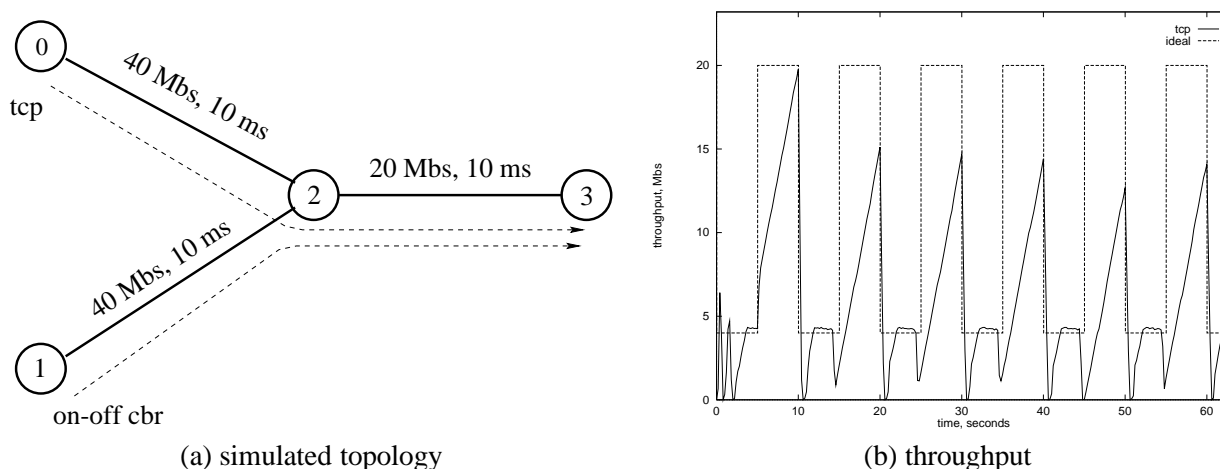 0
40 Mbs, 10 ms
tcp
20 Mbs, 10 ms
2
3
40 Mbs, 10 ms
1
on-off cbr
(a) simulated topology
tcp
ideal
20
15
10
5
0
throughput, Mbs
0 10 20 30 40 50 60
time, seconds
(b) throughput